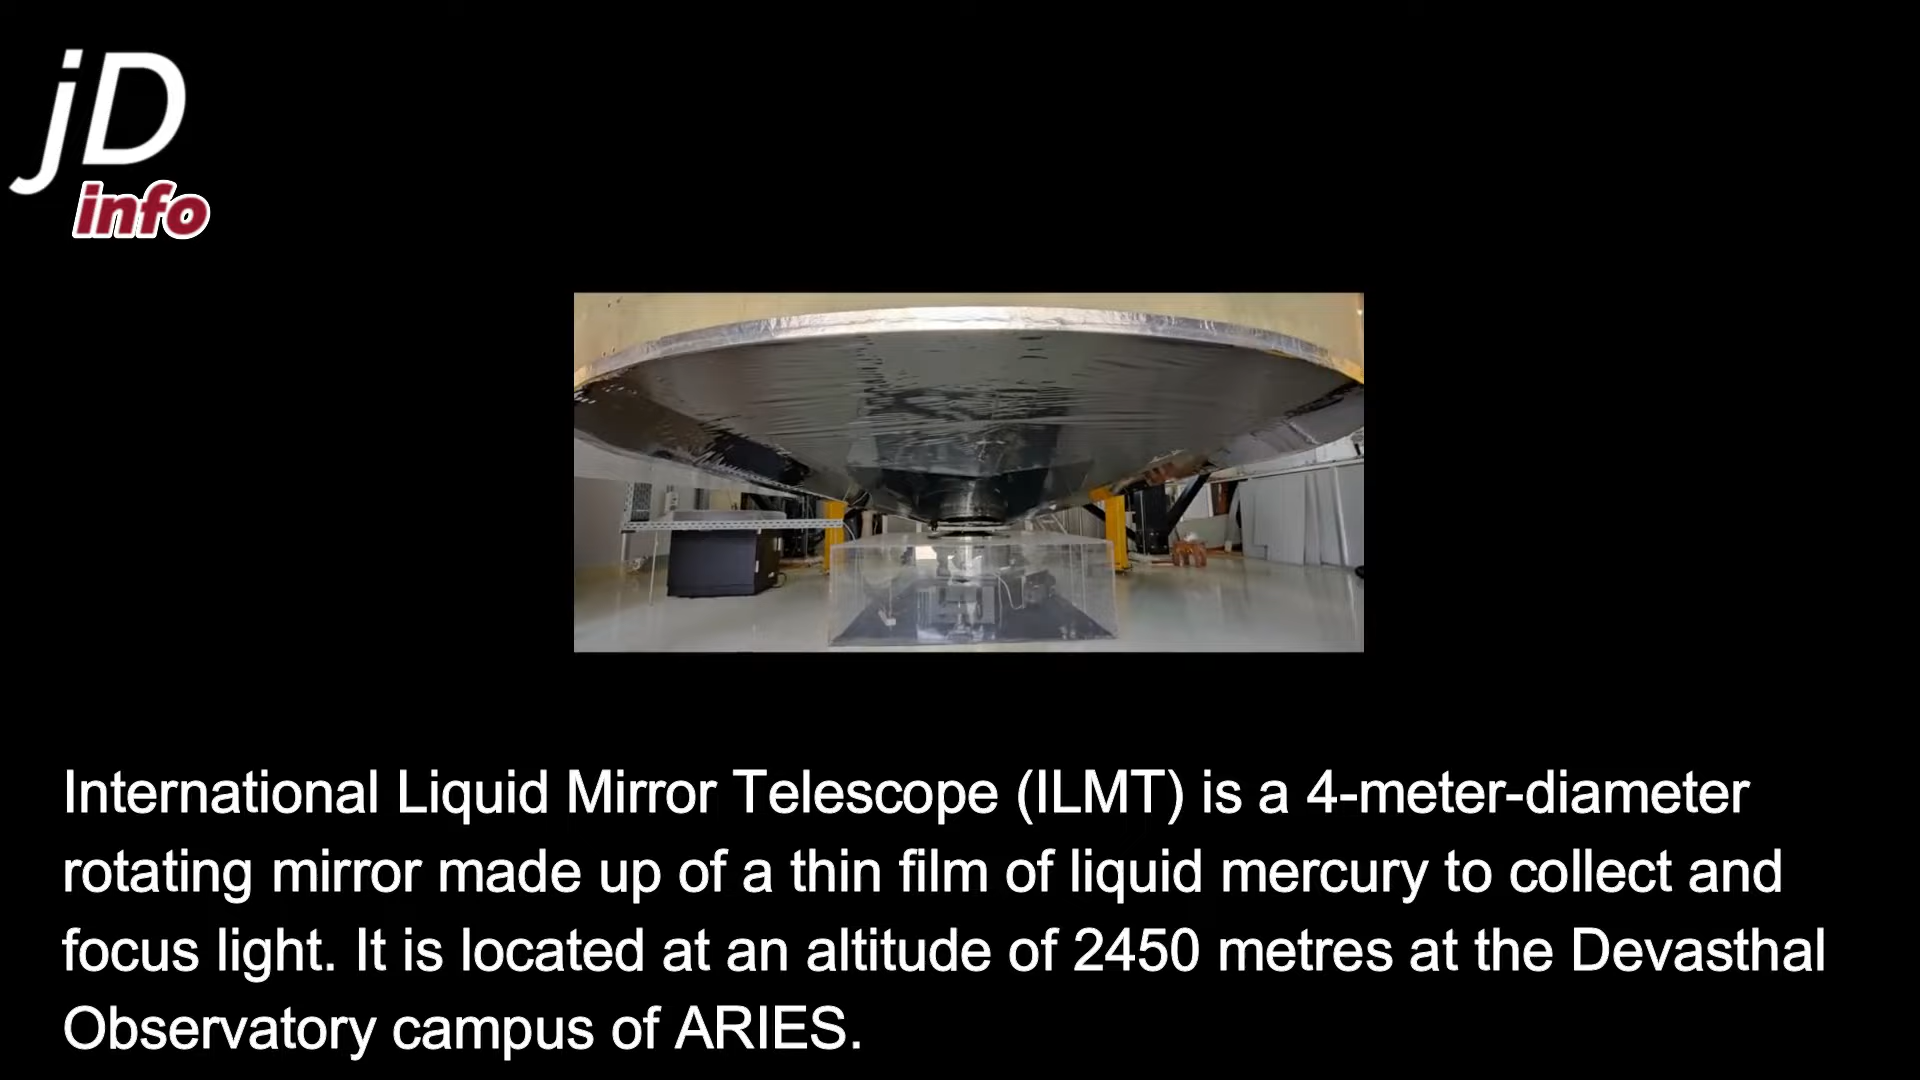 jD
info
International Liquid Mirror Telescope (ILMT) is a 4-meter-diameter
rotating mirror made up of a thin film of liquid mercury to collect and
focus light. It is located at an altitude of 2450 metres at the Devasthal
Observatory campus of ARIES.